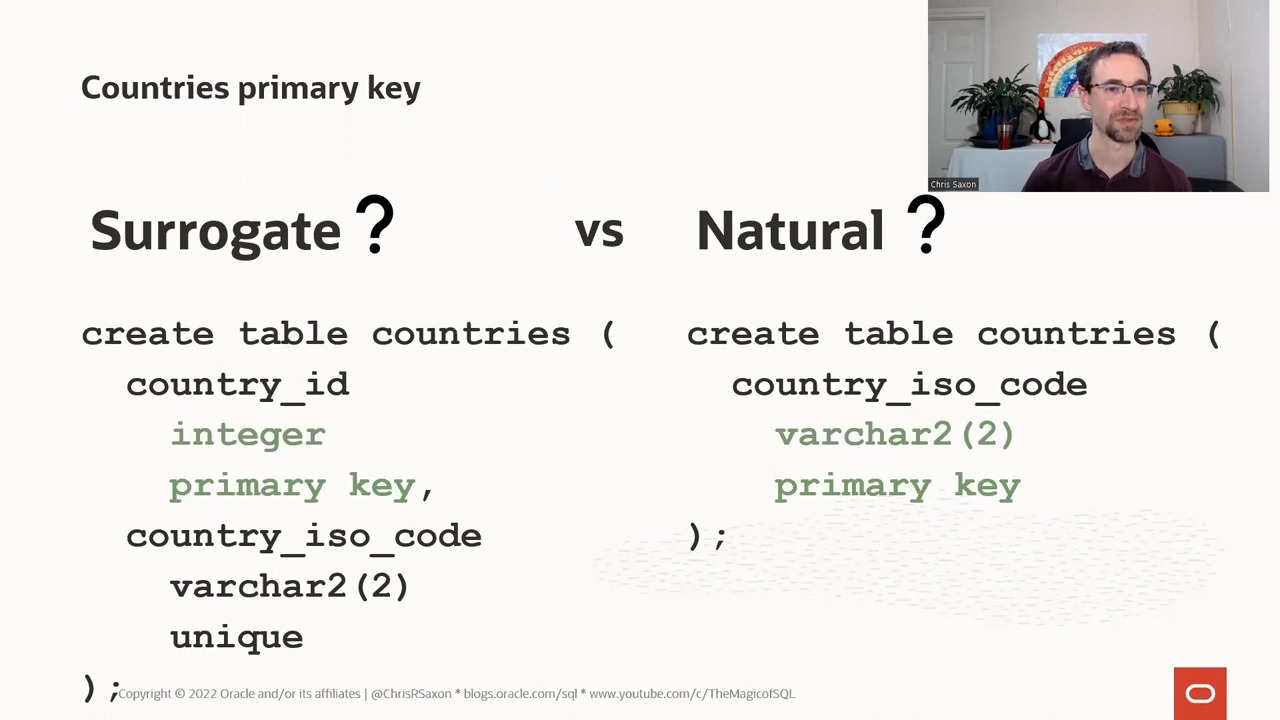 Countries primary key
Chris Saxon
Surrogate ? vs Natural ?
create table countries (
country_id
integer
primary key,
country_iso_code
varchar2(2)
unique
);
create table countries (
country_iso_code
varchar2(2)
primary key
);
Copyright © 2022 Oracle and/or its affiliates | @ChrisRSaxon * blogs.oracle.com/sql * www.youtube.com/c/TheMagicofSQL